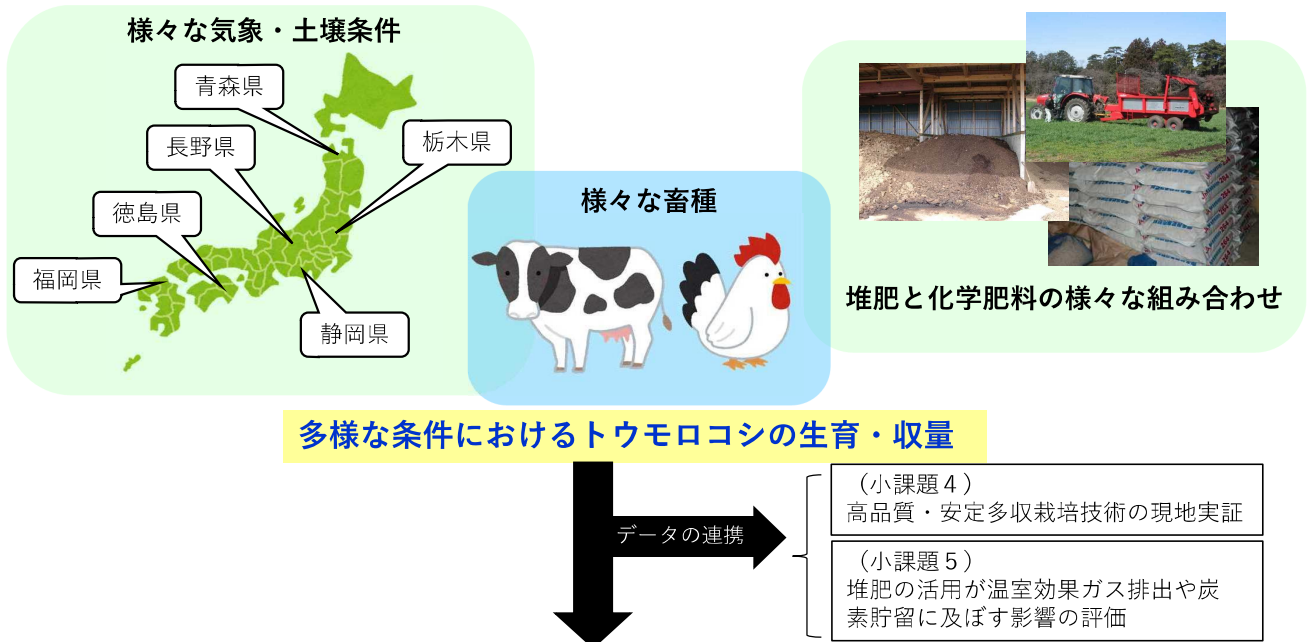 様々な気象・土壌条件
青森県
長野県
栃木県
徳島県
福岡県
静岡県
様々な畜種
堆肥と化学肥料の様々な組み合わせ
多様な条件におけるトウモロコシの生育・収量
データの連携
（小課題４）
高品質・安定多収栽培技術の現地実証
（小課題５）
堆肥の活用が温室効果ガス排出や炭
素貯留に及ぼす影響の評価